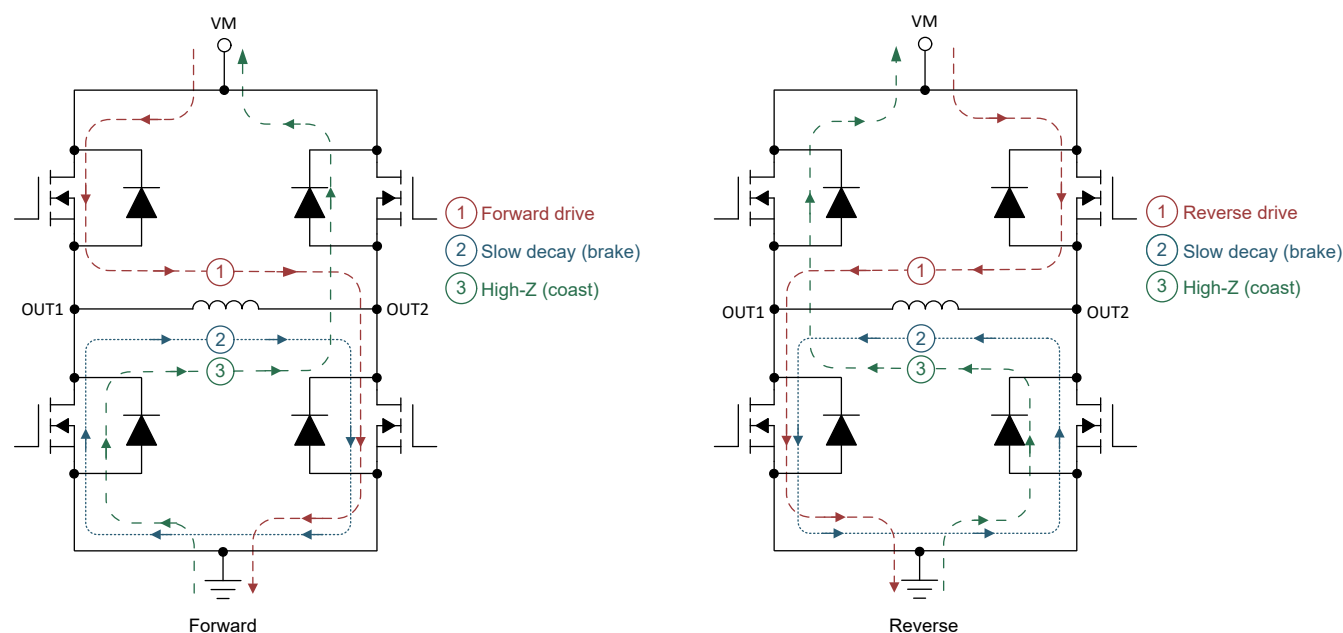 VM
1 Forward drive
2 Slow decay (brake)
3 High-Z (coast)
1
OUT1
OUT2
2
3
Forward
VM
1 Reverse drive
2 Slow decay (brake)
3 High-Z (coast)
1
OUT1
OUT2
2
3
Reverse